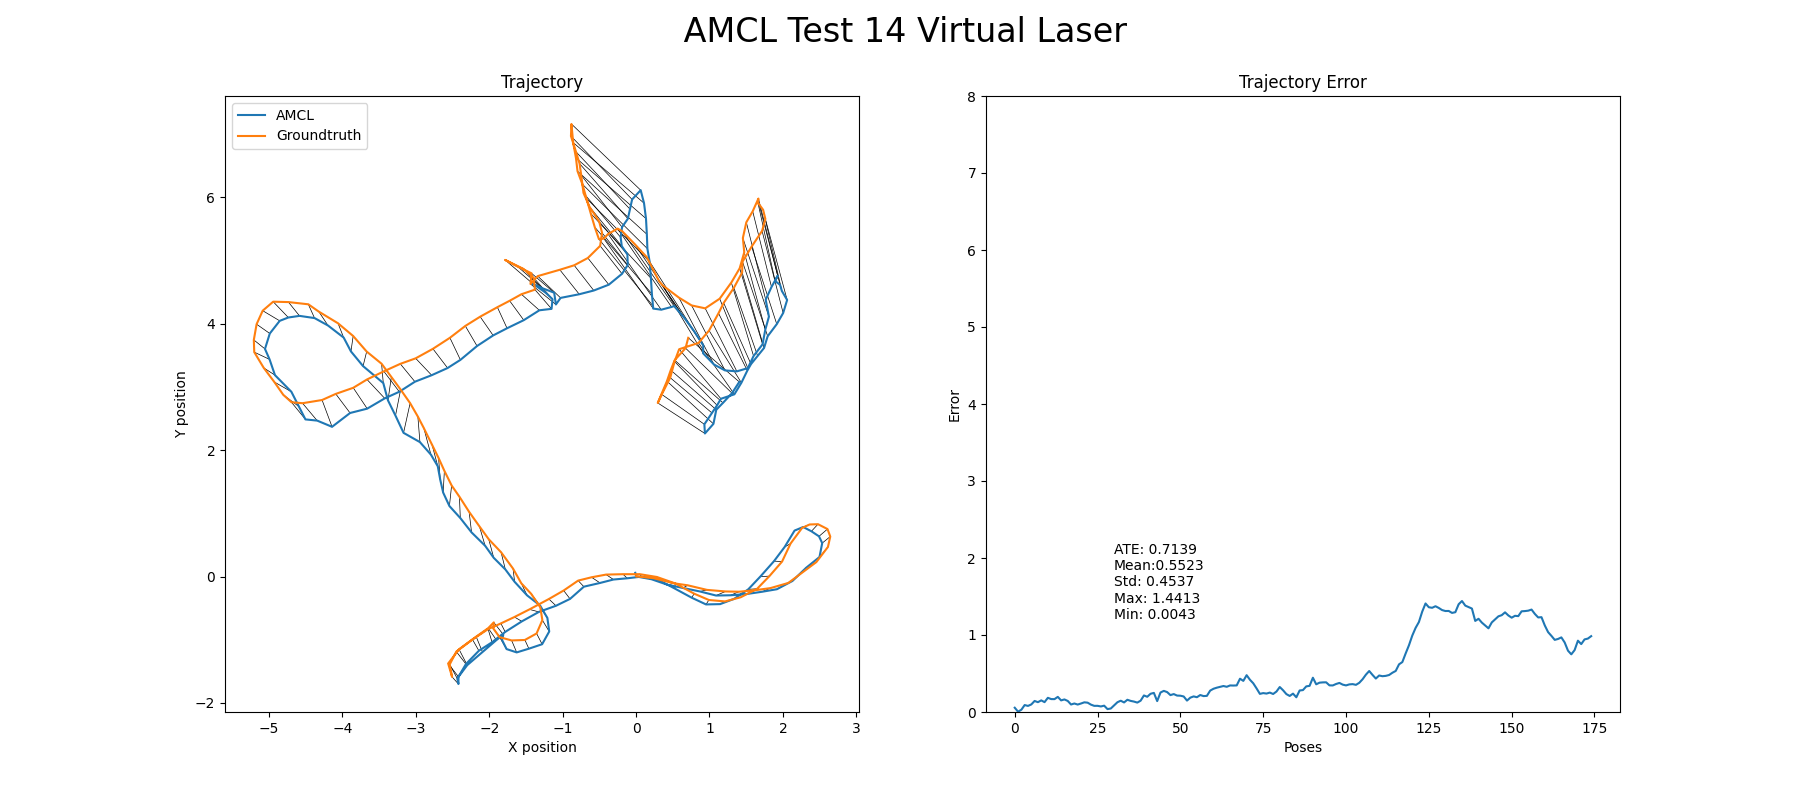 AMCL Test 14 Virtual Laser
Trajectory
AMCL
Groundtruth
6
4
2
0
−2
Y position
−5
−4
−3
−2
−1
0
1
2
3
X position
Trajectory Error
8
7
6
5
4
3
2
1
0
Error
ATE: 0.7139
Mean:0.5523
Std: 0.4537
Max: 1.4413
Min: 0.0043
0
25
50
75
100
125
150
175
Poses